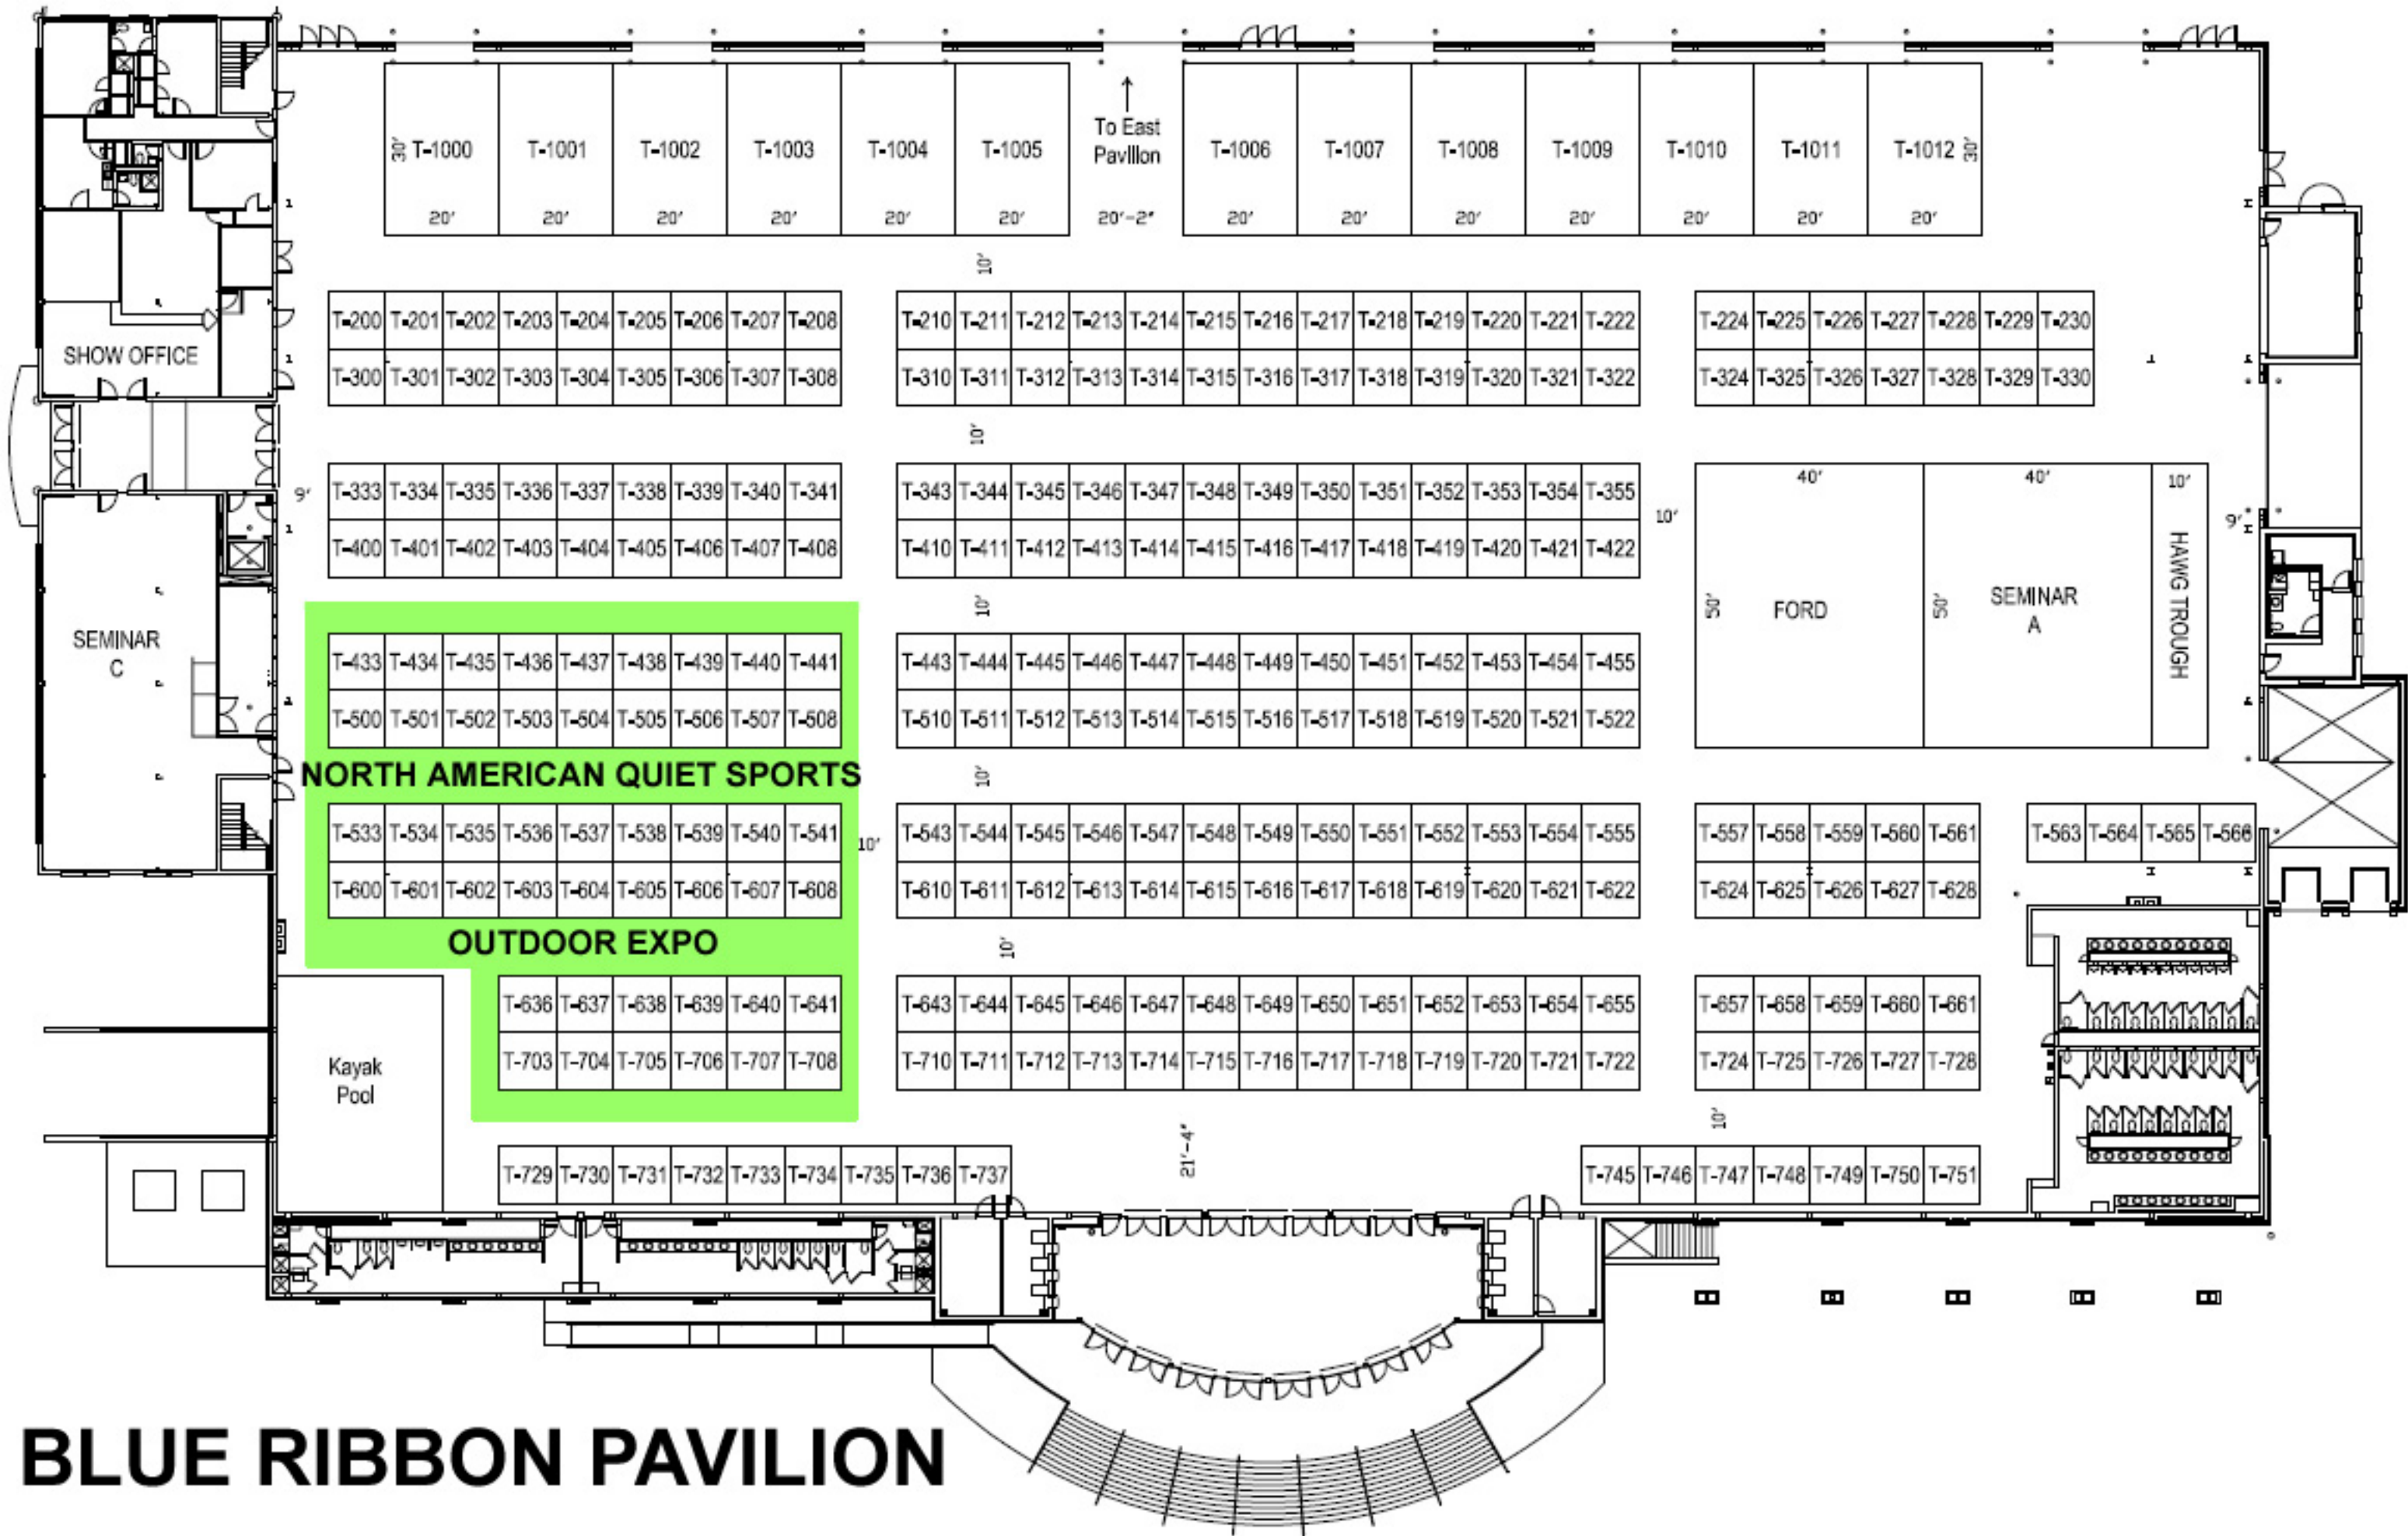 To East
Pavilion
30' T-1000 T-1001 T-1002 T-1003 T-1004 T-1005 T-1006 T-1007 T-1008 T-1009 T-1010 T-1011 T-1012 30'
20' 20' 20' 20' 20' 20' 20'-2" 20' 20' 20' 20' 20' 20' 20'
10'
T-200 T-201 T-202 T-203 T-204 T-205 T-206 T-207 T-208 T-210 T-211 T-212 T-213 T-214 T-215 T-216 T-217 T-218 T-219 T-220 T-221 T-222 T-224 T-225 T-226 T-227 T-228 T-229 T-230
SHOW OFFICE
T-300 T-301 T-302 T-303 T-304 T-305 T-306 T-307 T-308 T-310 T-311 T-312 T-313 T-314 T-315 T-316 T-317 T-318 T-319 T-320 T-321 T-322 T-324 T-325 T-326 T-327 T-328 T-329 T-330
10'
40' 40' 10'
9' T-333 T-334 T-335 T-336 T-337 T-338 T-339 T-340 T-341 T-343 T-344 T-345 T-346 T-347 T-348 T-349 T-350 T-351 T-352 T-353 T-354 T-355
10' 9'
T-400 T-401 T-402 T-403 T-404 T-405 T-406 T-407 T-408 T-410 T-411 T-412 T-413 T-414 T-415 T-416 T-417 T-418 T-419 T-420 T-421 T-422
10'
50' FORD 50' SEMINAR
A
HAWG TROUGH
SEMINAR
C
T-433 T-434 T-435 T-436 T-437 T-438 T-439 T-440 T-441 T-443 T-444 T-445 T-446 T-447 T-448 T-449 T-450 T-451 T-452 T-453 T-454 T-455
T-500 T-501 T-502 T-503 T-504 T-505 T-506 T-507 T-508 T-510 T-511 T-512 T-513 T-514 T-515 T-516 T-517 T-518 T-519 T-520 T-521 T-522
NORTH AMERICAN QUIET SPORTS
10'
T-533 T-534 T-535 T-536 T-537 T-538 T-539 T-540 T-541 T-543 T-544 T-545 T-546 T-547 T-548 T-549 T-550 T-551 T-552 T-553 T-554 T-555 T-557 T-558 T-559 T-560 T-561 T-563 T-564 T-565 T-566
10'
T-600 T-601 T-602 T-603 T-604 T-605 T-606 T-607 T-608 T-610 T-611 T-612 T-613 T-614 T-615 T-616 T-617 T-618 T-619 T-620 T-621 T-622 T-624 T-625 T-626 T-627 T-628
OUTDOOR EXPO
10'
T-636 T-637 T-638 T-639 T-640 T-641 T-643 T-644 T-645 T-646 T-647 T-648 T-649 T-650 T-651 T-652 T-653 T-654 T-655 T-657 T-658 T-659 T-660 T-661
Kayak
Pool
T-703 T-704 T-705 T-706 T-707 T-708 T-710 T-711 T-712 T-713 T-714 T-715 T-716 T-717 T-718 T-719 T-720 T-721 T-722 T-724 T-725 T-726 T-727 T-728
21'-4" 10'
T-729 T-730 T-731 T-732 T-733 T-734 T-735 T-736 T-737 T-745 T-746 T-747 T-748 T-749 T-750 T-751
BLUE RIBBON PAVILION